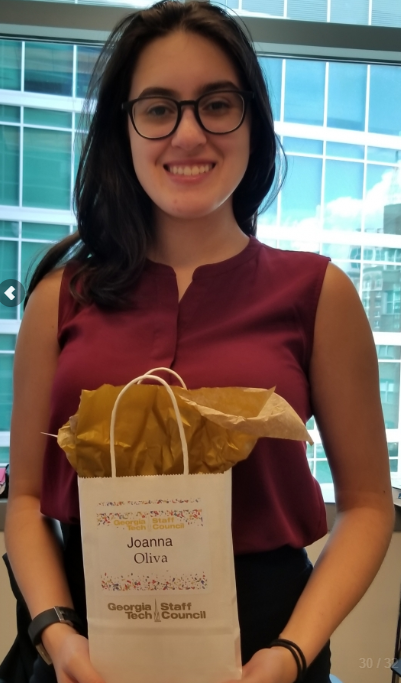 Georgia Tech | Staff Council
Joanna
Oliva
Georgia | Staff
Tech | Council
30 / 3